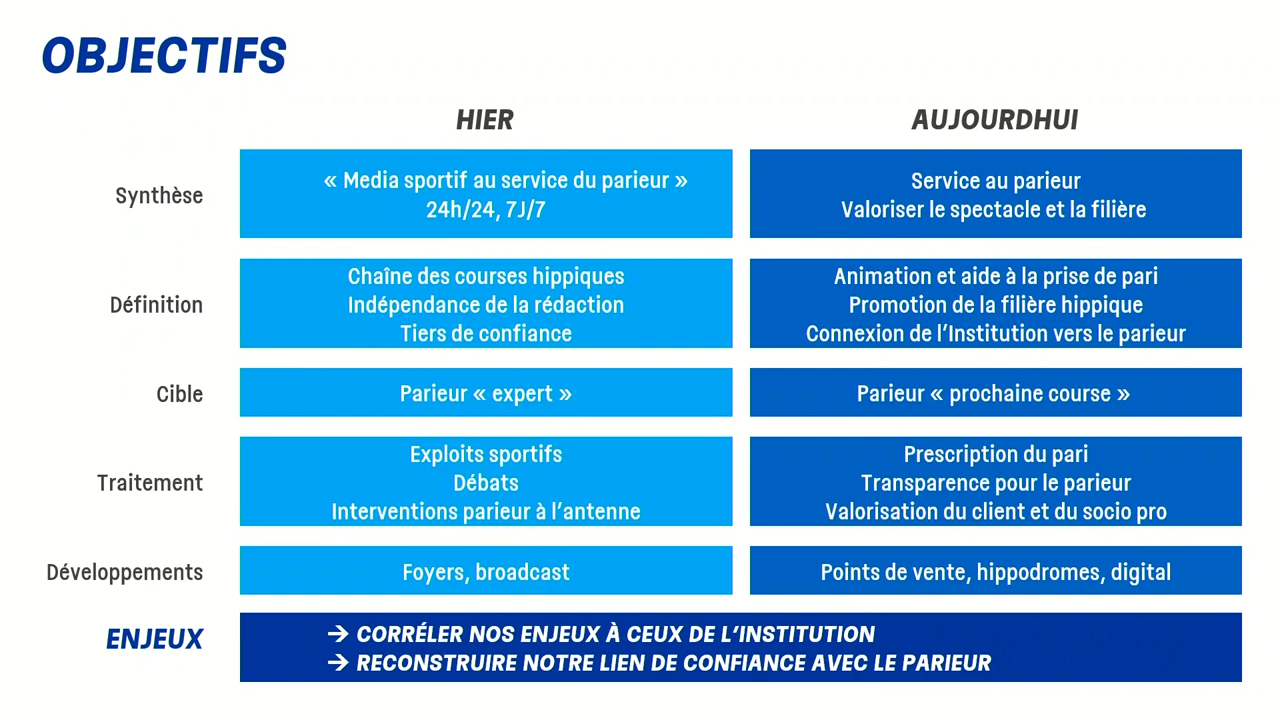 OBJECTIFS
HIER
AUJOURDHUI
Synthèse
« Media sportif au service du parieur »
24h/24, 7J/7
Service au parieur
Valoriser le spectacle et la filière
Définition
Chaîne des courses hippiques
Indépendance de la rédaction
Tiers de confiance
Animation et aide à la prise de pari
Promotion de la filière hippique
Connexion de l'Institution vers le parieur
Cible
Parieur « expert »
Parieur « prochaine course »
Traitement
Exploits sportifs
Débats
Interventions parieur à l'antenne
Prescription du pari
Transparence pour le parieur
Valorisation du client et du socio pro
Développements
Foyers, broadcast
Points de vente, hippodromes, digital
ENJEUX
→ CORRÉLER NOS ENJEUX À CEUX DE L'INSTITUTION
→ RECONSTRUIRE NOTRE LIEN DE CONFIANCE AVEC LE PARIEUR